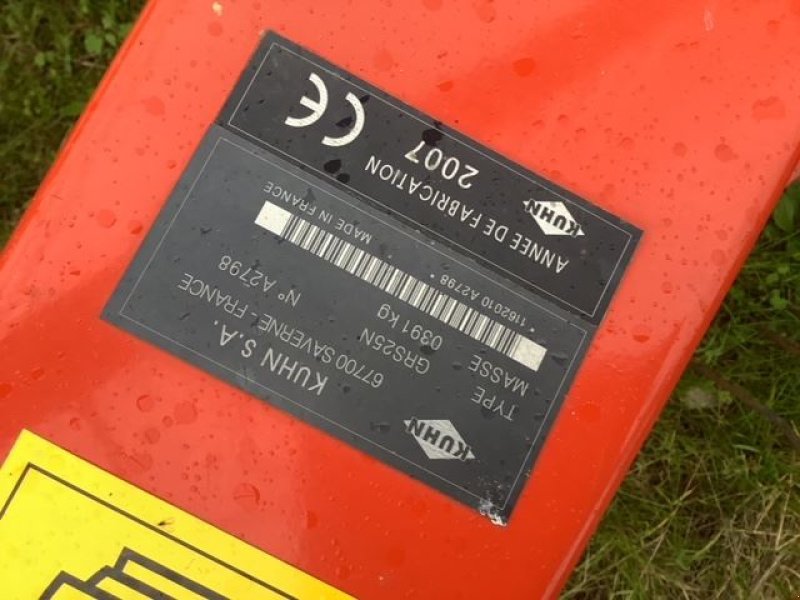 KUHN
KUHN S.A.
67700 SAVERNE - FRANCE
TYPE GRS25N N° A2798
MASSE 0391 Kg
* 1162010 A2798 *
MADE IN FRANCE
KUHN
ANNÉE DE FABRICATION
2007
CE